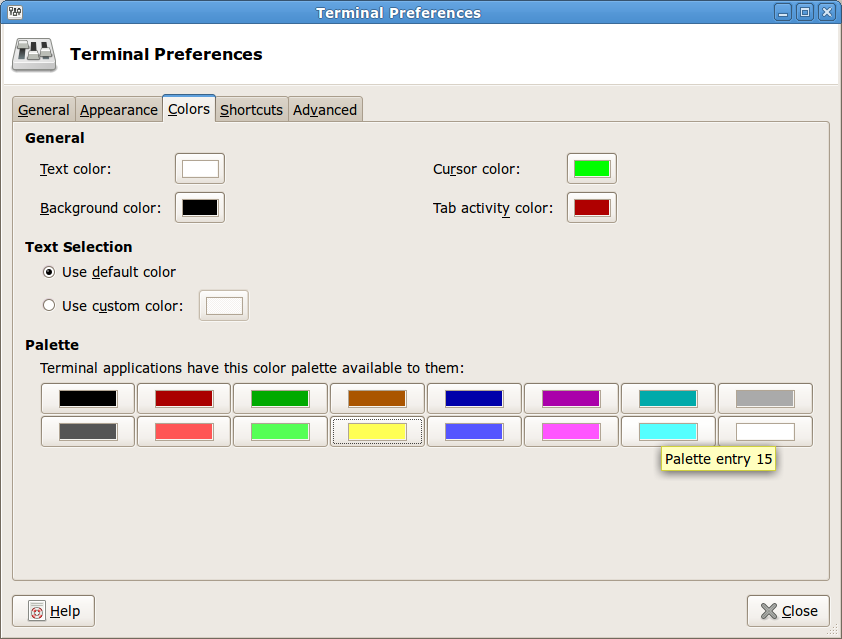 Terminal Preferences
Terminal Preferences
General Appearance Colors Shortcuts Advanced
General
Text color: Cursor color:
Background color: Tab activity color:
Text Selection
Use default color
Use custom color:
Palette
Terminal applications have this color palette available to them:
Palette entry 15
Help Close